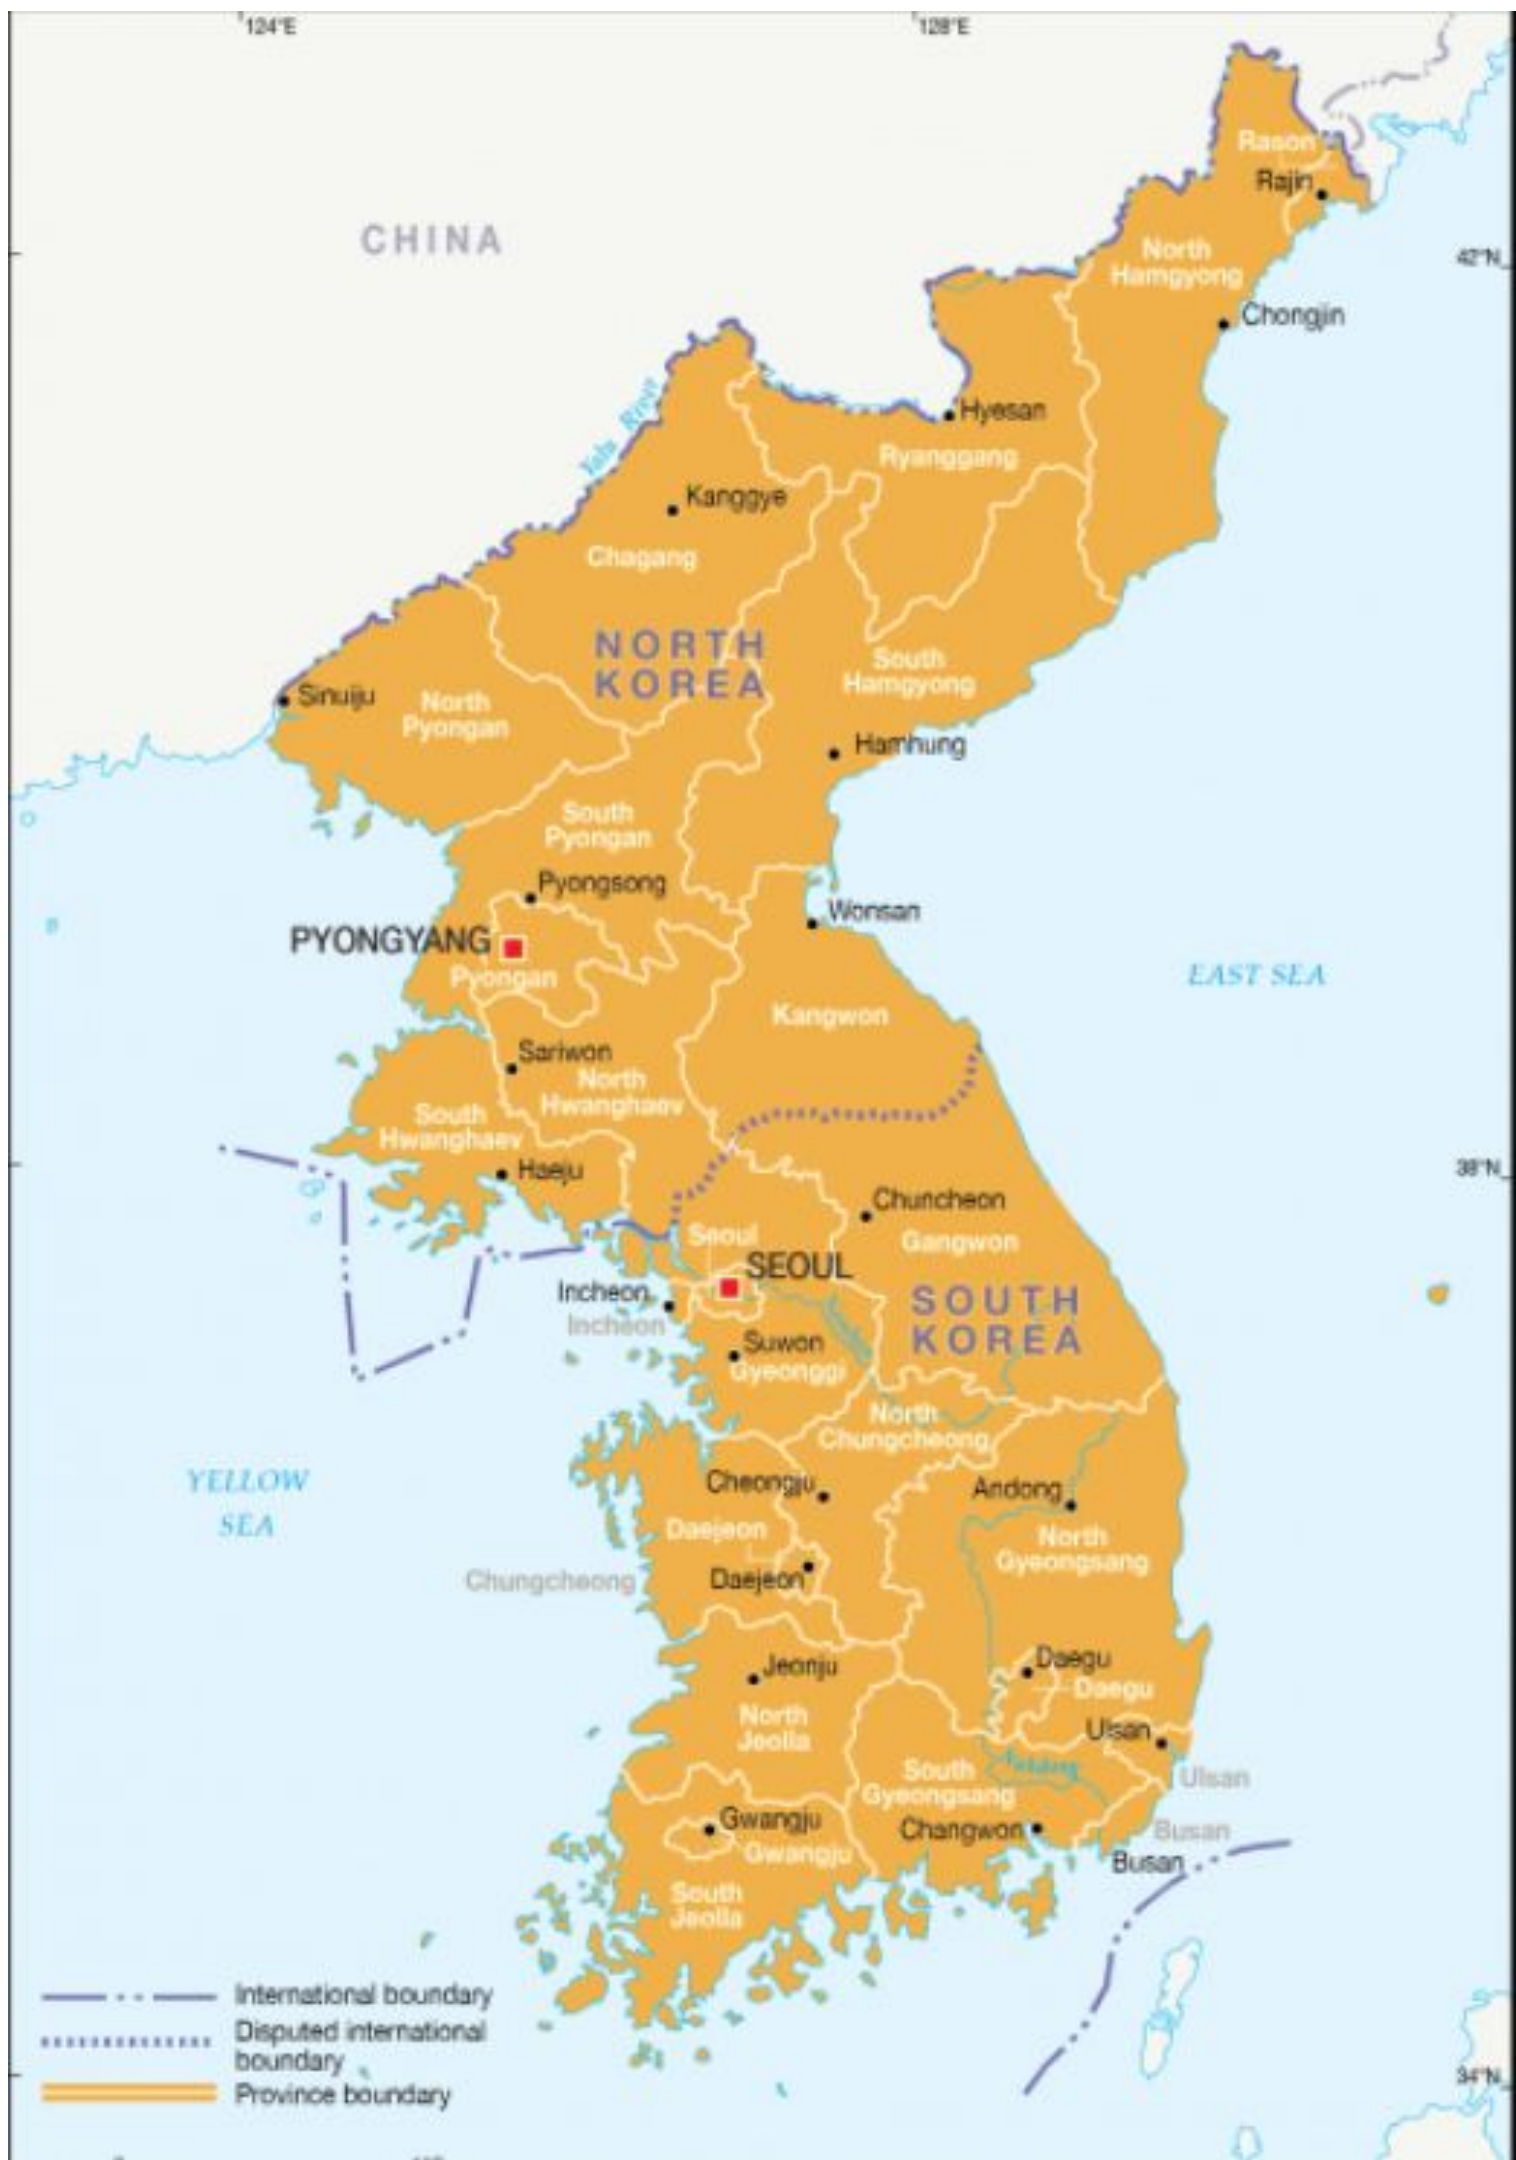 124°E
128°E
Rason
Rajin
CHINA
42°N
North
Hamgyong
Chongjin
Yalu River
Hyesan
Ryanggang
Kanggye
Chagang
NORTH
KOREA
South
Hamgyong
Sinuiju
North
Pyongan
Hamhung
South
Pyongan
Pyongsong
Wonsan
PYONGYANG
Pyongan
EAST SEA
Kangwon
Sariwon
North
Hwanghaev
South
Hwanghaev
Haeju
38°N
Chuncheon
Gangwon
Seoul
SEOUL
Incheon
Incheon
SOUTH
KOREA
Suwon
Gyeonggi
North
Chungcheong
YELLOW
SEA
Cheongju
Andong
Daejeon
North
Gyeongsang
Chungcheong
Daejeon
Jeonju
Daegu
Daegu
North
Jeolla
Ulsan
Ulsan
South
Gyeongsang
Gwangju
Changwon
Busan
Gwangju
Busan
South
Jeolla
International boundary
Disputed international
boundary
Province boundary
34°N